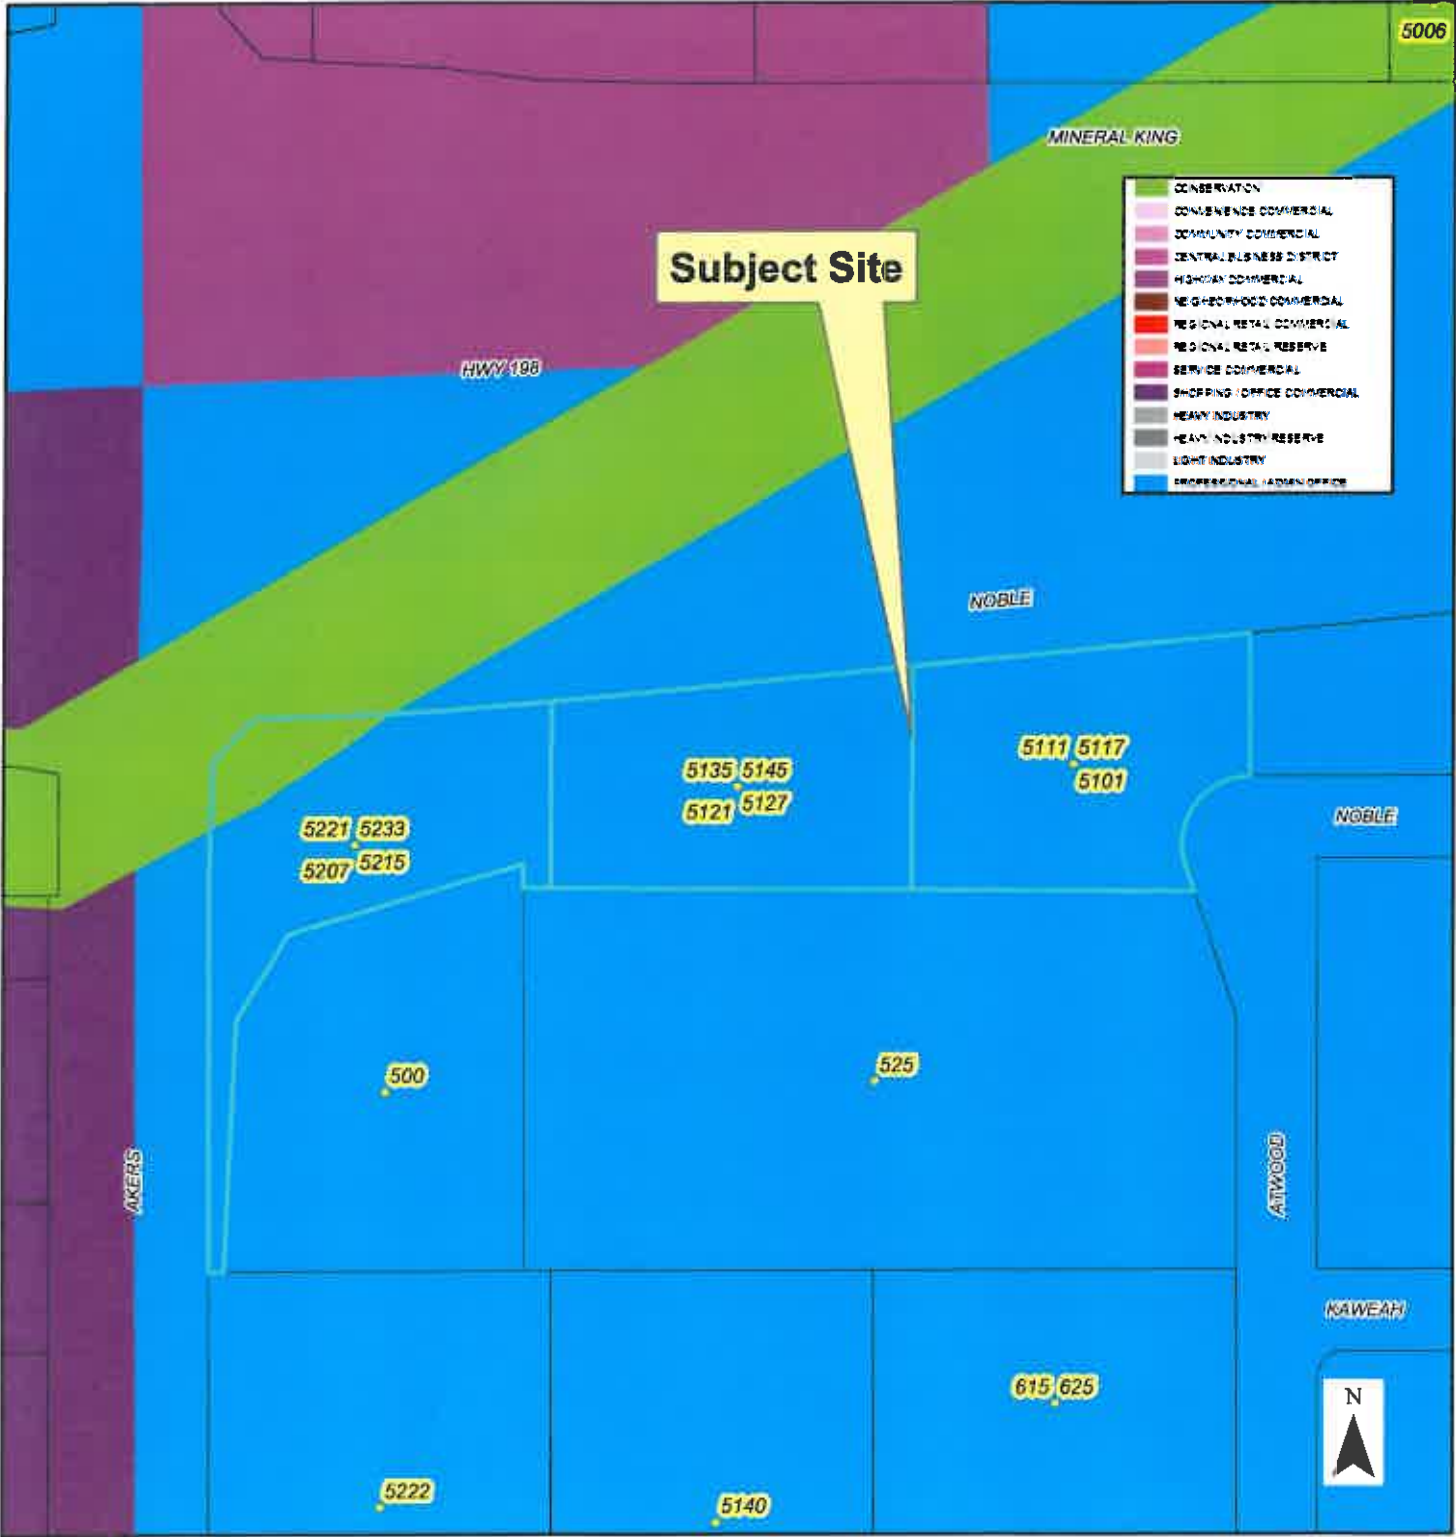 5006
MINERAL KING
CONSERVATION
CONVENIENCE COMMERCIAL
COMMUNITY COMMERCIAL
CENTRAL BUSINESS DISTRICT
HIGHWAY COMMERCIAL
NEIGHBORHOOD COMMERCIAL
REGIONAL RETAIL COMMERCIAL
REGIONAL RETAIL RESERVE
SERVICE COMMERCIAL
SHOPPING / OFFICE COMMERCIAL
HEAVY INDUSTRY
HEAVY INDUSTRY RESERVE
LIGHT INDUSTRY
PROFESSIONAL / ADMIN OFFICE
Subject Site
HWY 198
NOBLE
5111 5117
5101
5135 5145
5121 5127
NOBLE
5221 5233
5207 5215
500
525
AKERS
ATWOOD
KAWEAH
615 625
N
5222
5140